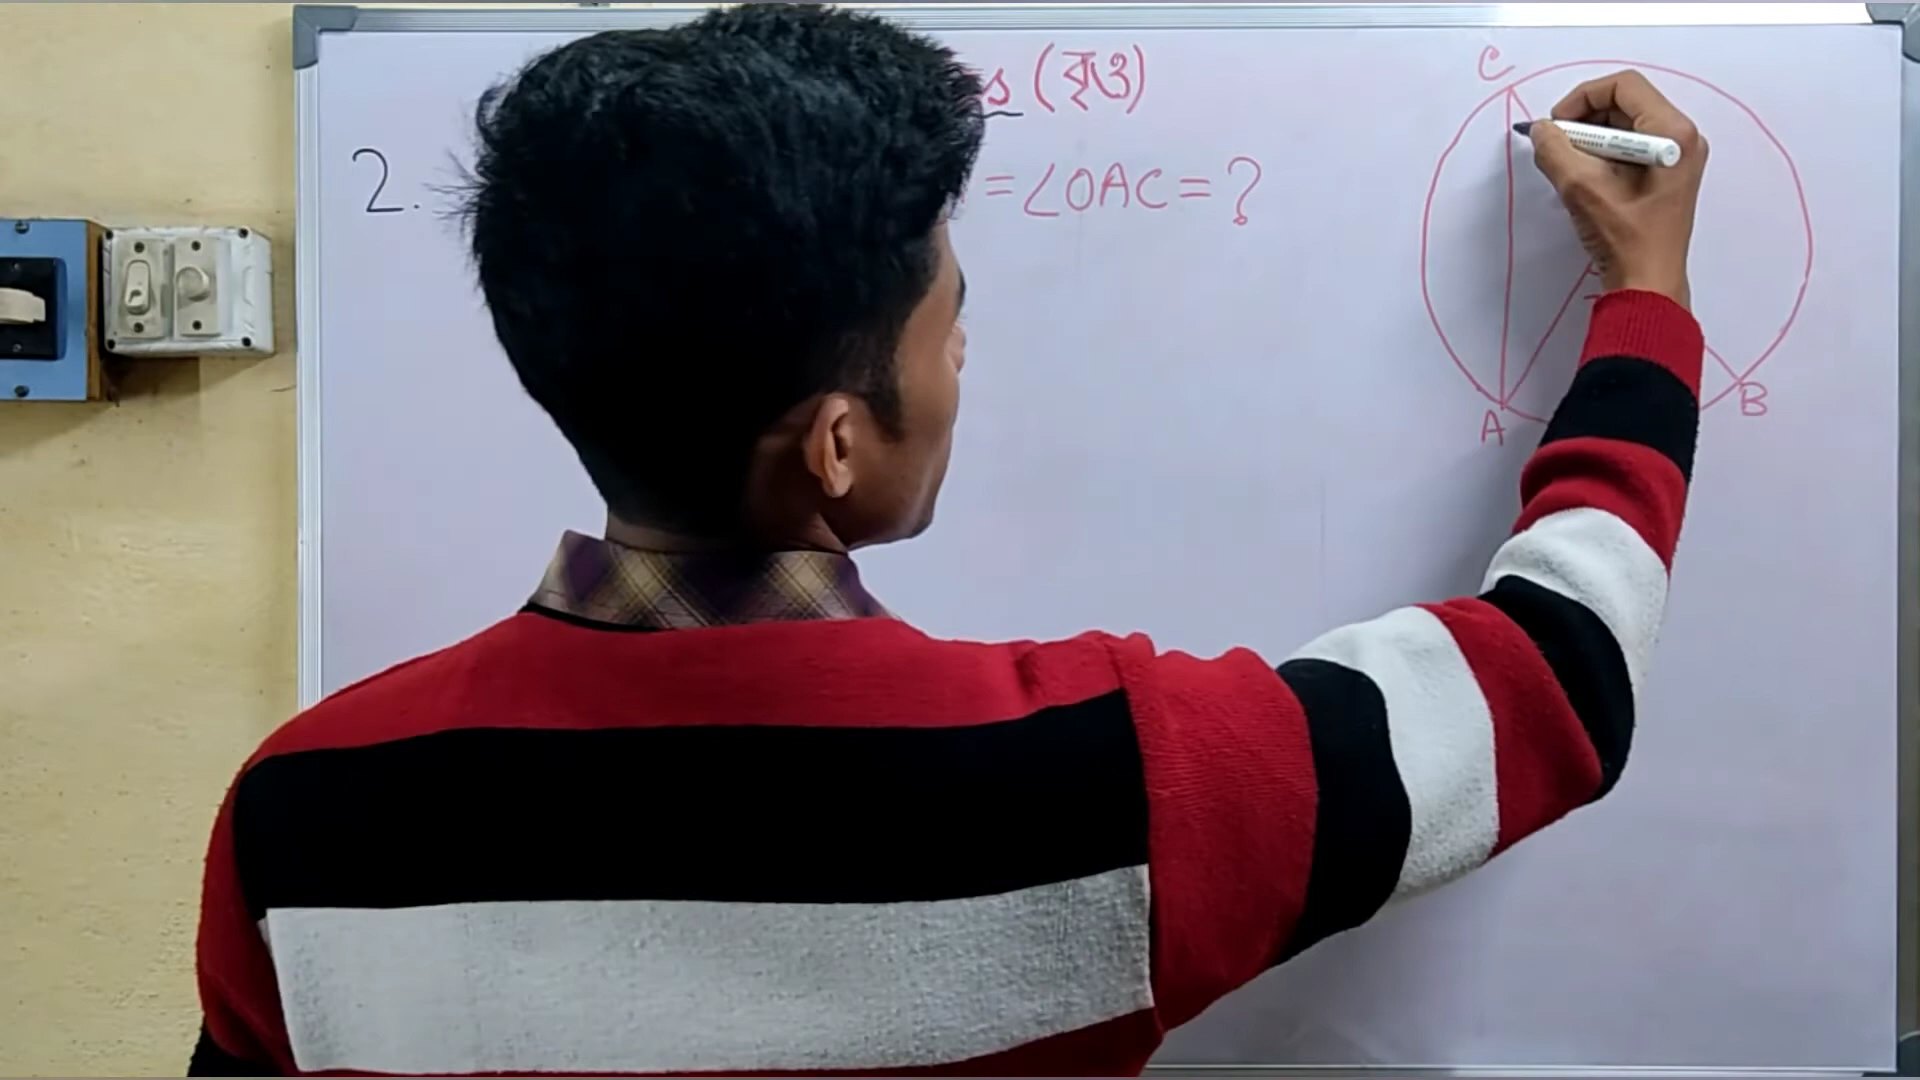 s (বৃত্ত)
2. = ∠OAC = ?
C
A
B